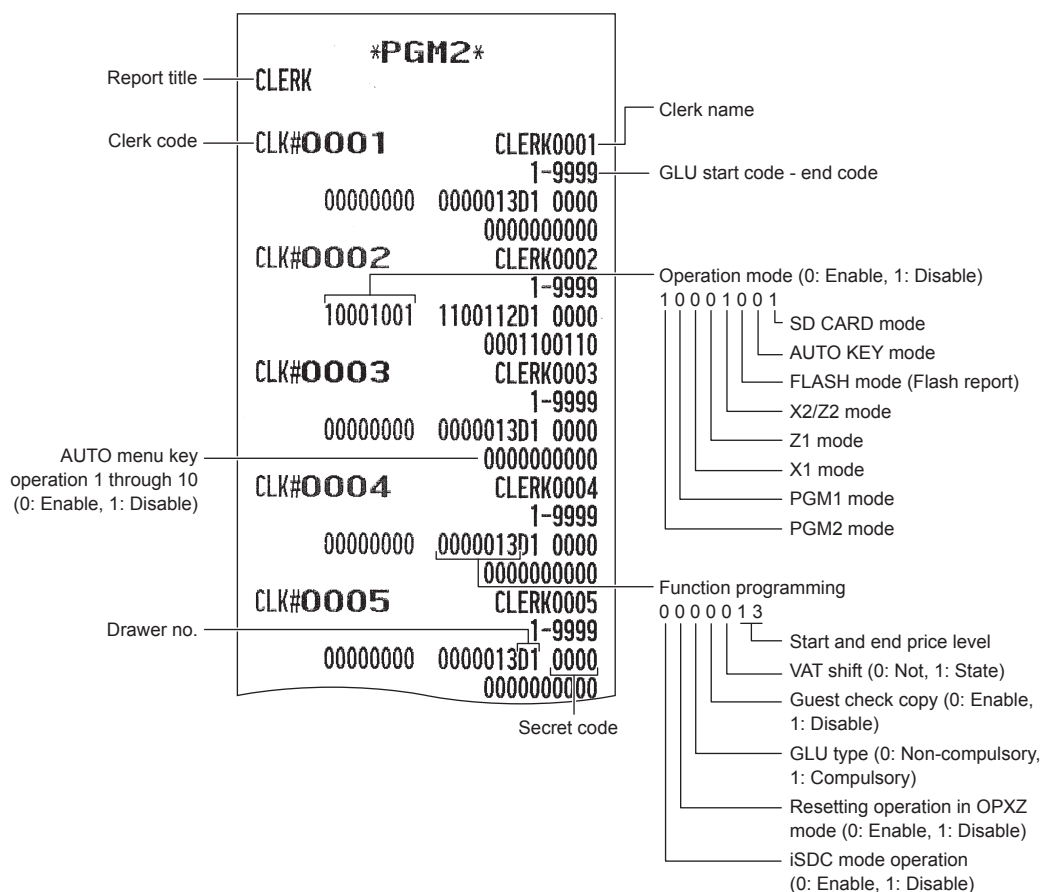 *PGM2*
Report title
CLERK
Clerk name
Clerk code
CLK#0001 CLERK0001
1-9999
GLU start code - end code
00000000 0000013D1 0000
0000000000
CLK#0002 CLERK0002
1-9999
10001001 1100112D1 0000
0001100110
CLK#0003 CLERK0003
1-9999
00000000 0000013D1 0000
0000000000
AUTO menu key
operation 1 through 10
(0: Enable, 1: Disable)
CLK#0004 CLERK0004
1-9999
00000000 0000013D1 0000
0000000000
CLK#0005 CLERK0005
1-9999
Drawer no.
00000000 0000013D1 0000
0000000000
Secret code
Operation mode (0: Enable, 1: Disable)
1 0 0 0 1 0 0 1
SD CARD mode
AUTO KEY mode
FLASH mode (Flash report)
X2/Z2 mode
Z1 mode
X1 mode
PGM1 mode
PGM2 mode
Function programming
0 0 0 0 0 1 3
Start and end price level
VAT shift (0: Not, 1: State)
Guest check copy (0: Enable,
1: Disable)
GLU type (0: Non-compulsory,
1: Compulsory)
Resetting operation in OPXZ
mode (0: Enable, 1: Disable)
iSDC mode operation
(0: Enable, 1: Disable)